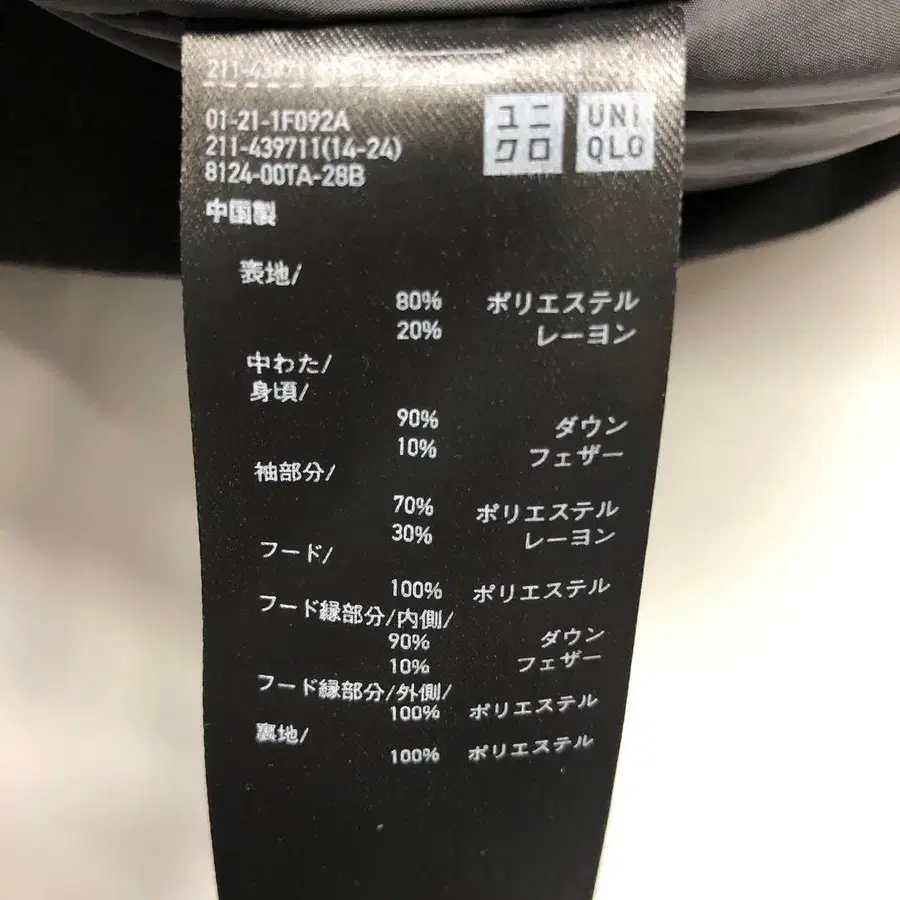 01-21-1F092A
211-439711(14-24)
8124-00TA-28B
ユニ
クロ
UNI
QLO
中国製
表地/
80% ポリエステル
20% レーヨン
中わた/
身頃/
90% ダウン
10% フェザー
袖部分/
70% ポリエステル
30% レーヨン
フード/
100% ポリエステル
フード縁部分/内側/
90% ダウン
10% フェザー
フード縁部分/外側/
100% ポリエステル
裏地/
100% ポリエステル